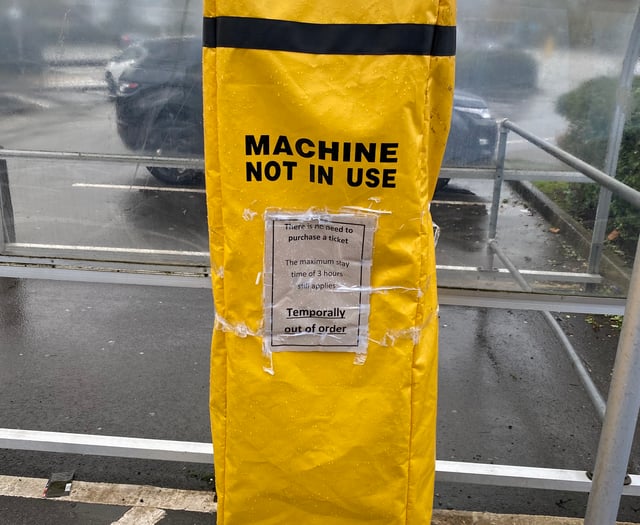 MACHINE
NOT IN USE
There is no need to
purchase a ticket
The maximum stay
time of 3 hours
still applies
Temporally
out of order